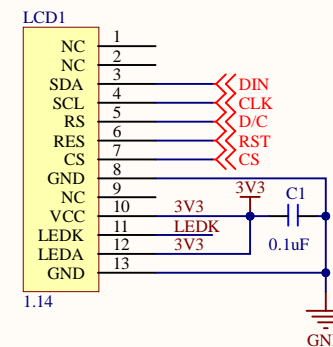 LCD1
NC 1
NC 2
SDA 3 DIN
SCL 4 CLK
RS 5 D/C
RES 6 RST
CS 7 CS
GND 8
NC 9 3V3 C1
VCC 10 3V3
LEDK 11 LEDK 0.1uF
LEDA 12 3V3
GND 13
1.14